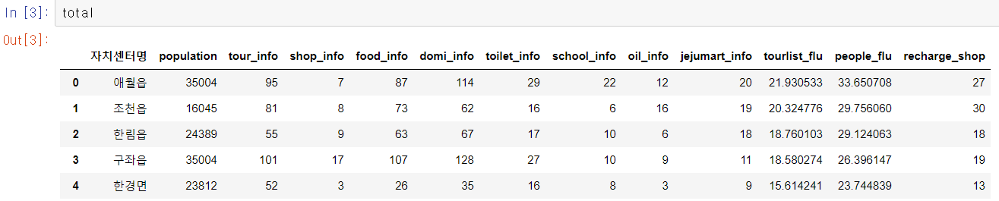 In [3]: total
Out[3]:
자치센터명 population tour_info shop_info food_info domi_info toilet_info school_info oil_info jejumart_info tourlist_flu people_flu recharge_shop
0 애월읍 35004 95 7 87 114 29 22 12 20 21.930533 33.650708 27
1 조천읍 16045 81 8 73 62 16 6 16 19 20.324776 29.756060 30
2 한림읍 24389 55 9 63 67 17 10 6 18 18.760103 29.124063 18
3 구좌읍 35004 101 17 107 128 27 10 9 11 18.580274 26.396147 19
4 한경면 23812 52 3 26 35 16 8 3 9 15.614241 23.744839 13